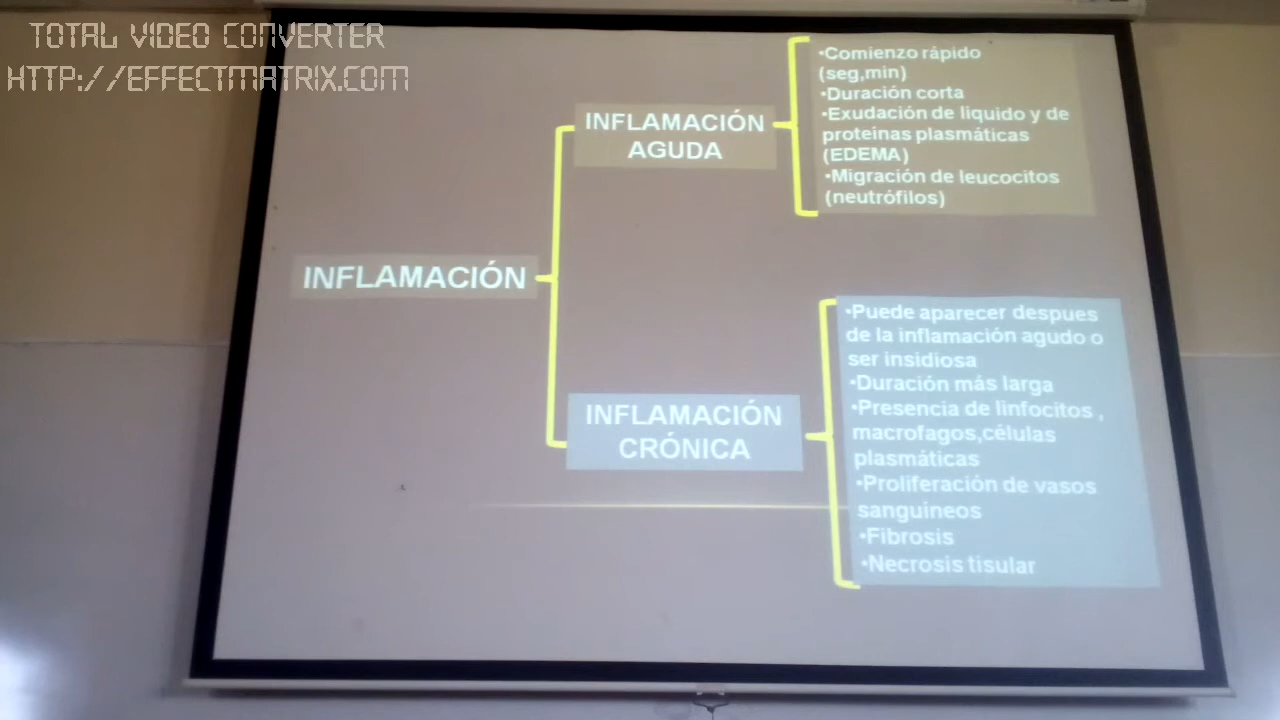 TOTAL VIDEO CONVERTER
HTTP://EFFECTMATRIX.COM
INFLAMACIÓN
INFLAMACIÓN
AGUDA
•Comienzo rápido
(seg,min)
•Duración corta
•Exudación de liquido y de
proteínas plasmáticas
(EDEMA)
•Migración de leucocitos
(neutrófilos)
INFLAMACIÓN
CRÓNICA
•Puede aparecer despues
de la inflamación agudo o
ser insidiosa
•Duración más larga
•Presencia de linfocitos ,
macrofagos,células
plasmáticas
•Proliferación de vasos
sanguíneos
•Fibrosis
•Necrosis tisular